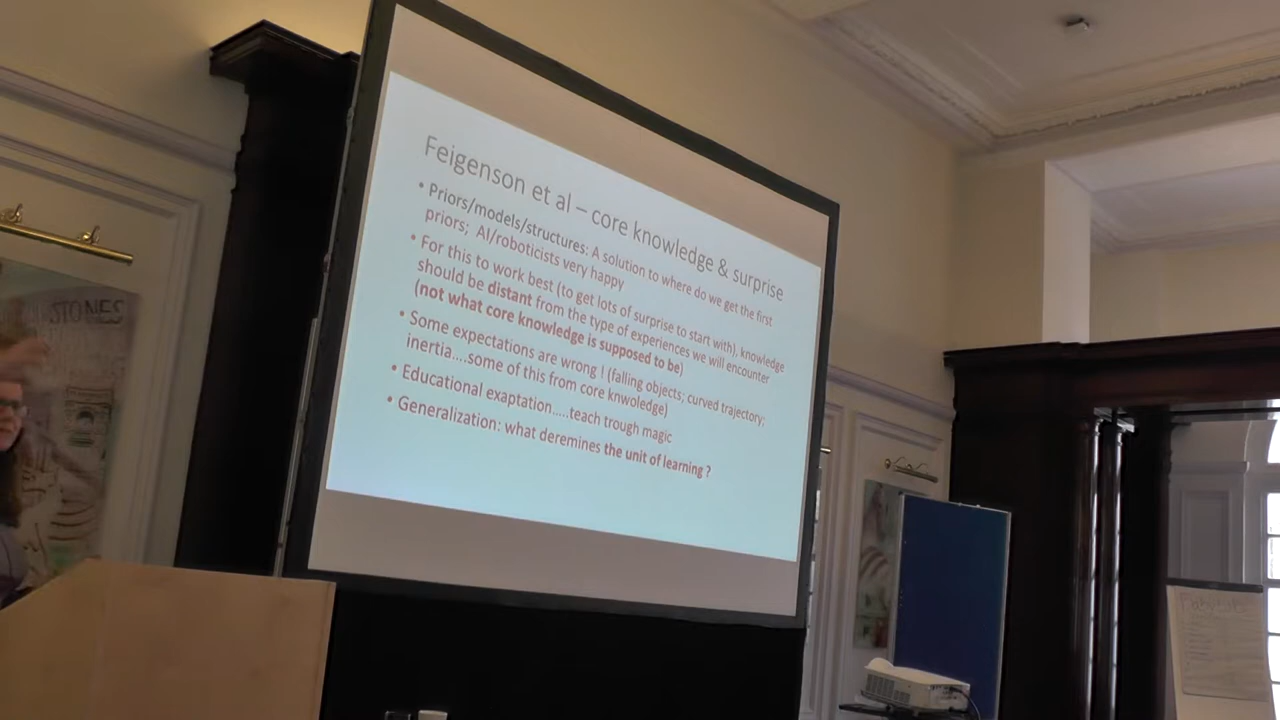 Feigenson et al – core knowledge & surprise
• Priors/models/structures: A solution to where do we get the first
priors; AI/roboticists very happy
• For this to work best (to get lots of surprise to start with), knowledge
should be distant from the type of experiences we will encounter
(not what core knowledge is supposed to be)
• Some expectations are wrong ! (falling objects; curved trajectory;
inertia....some of this from core knwoledge)
• Educational exaptation.....teach trough magic
• Generalization: what deremines the unit of learning ?
STONES